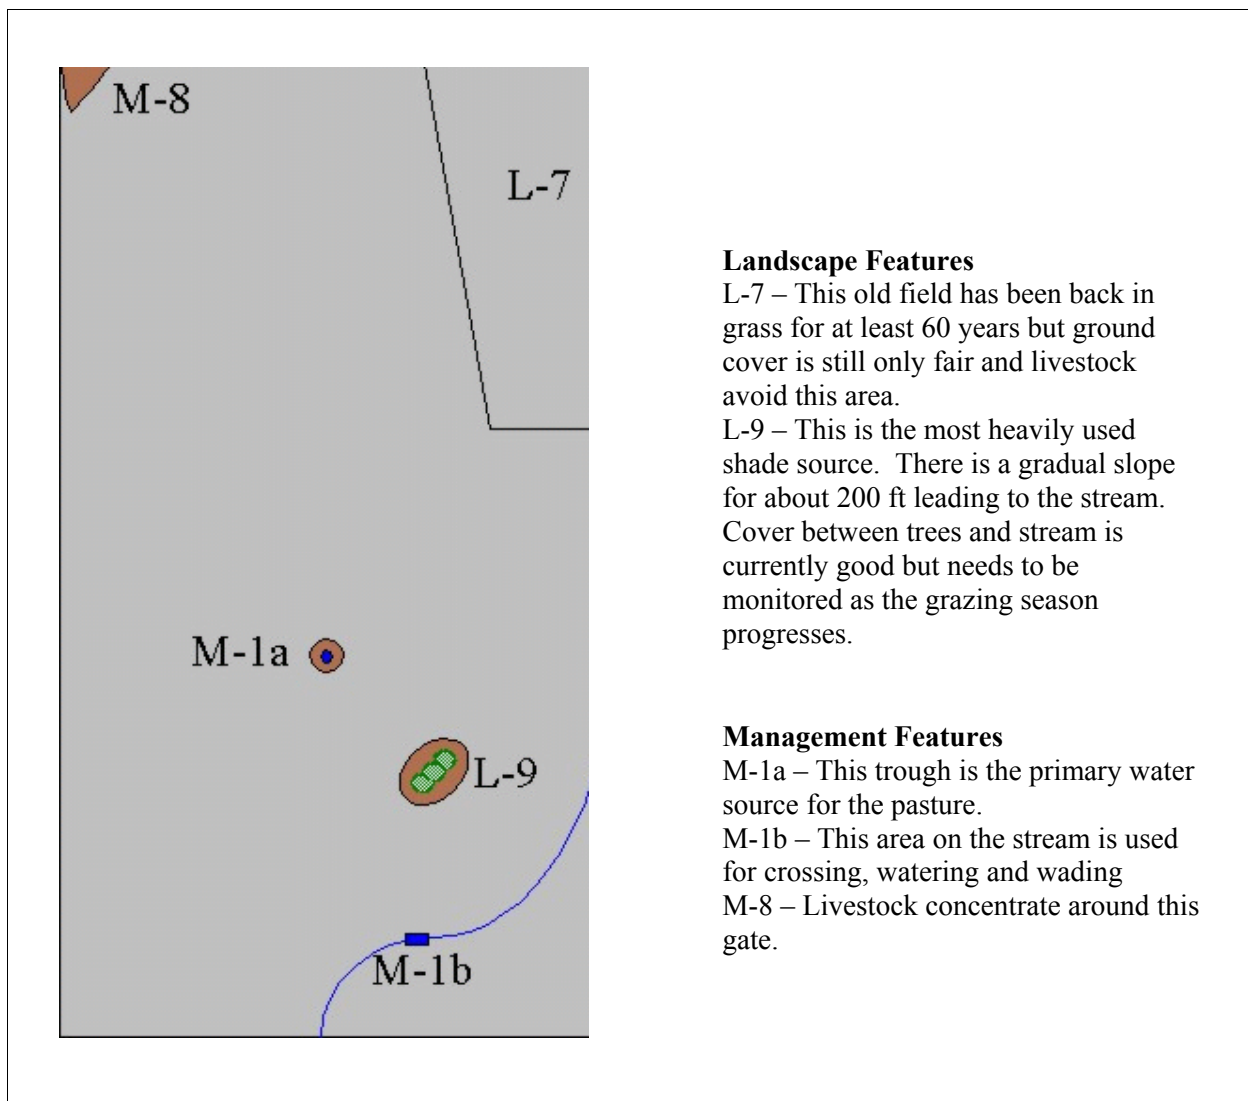 M-8
L-7
M-1a
L-9
M-1b
Landscape Features
L-7 – This old field has been back in
grass for at least 60 years but ground
cover is still only fair and livestock
avoid this area.
L-9 – This is the most heavily used
shade source.  There is a gradual slope
for about 200 ft leading to the stream.
Cover between trees and stream is
currently good but needs to be
monitored as the grazing season
progresses.
Management Features
M-1a – This trough is the primary water
source for the pasture.
M-1b – This area on the stream is used
for crossing, watering and wading
M-8 – Livestock concentrate around this
gate.